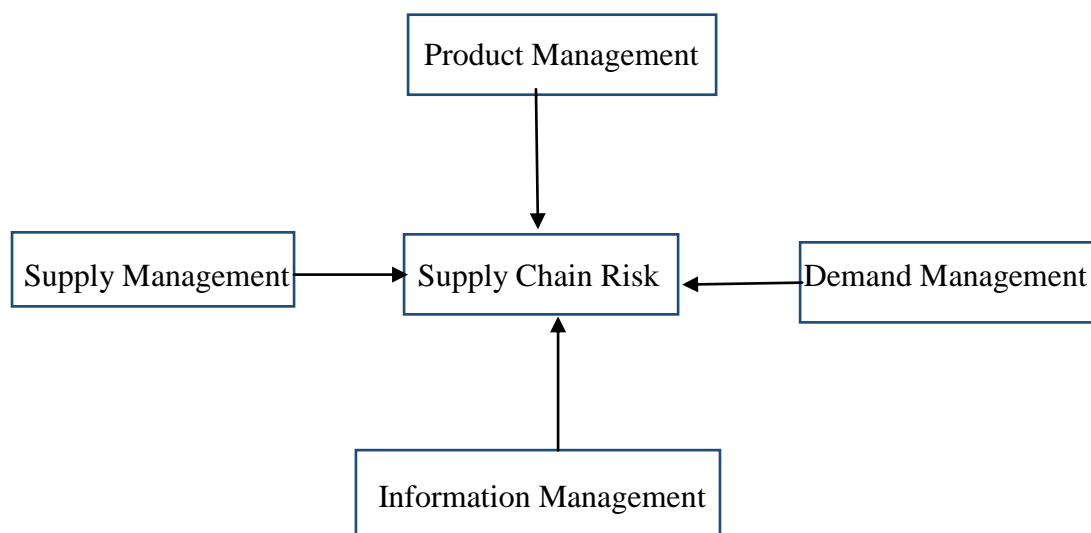 Product Management
Supply Management
Supply Chain Risk
Demand Management
Information Management